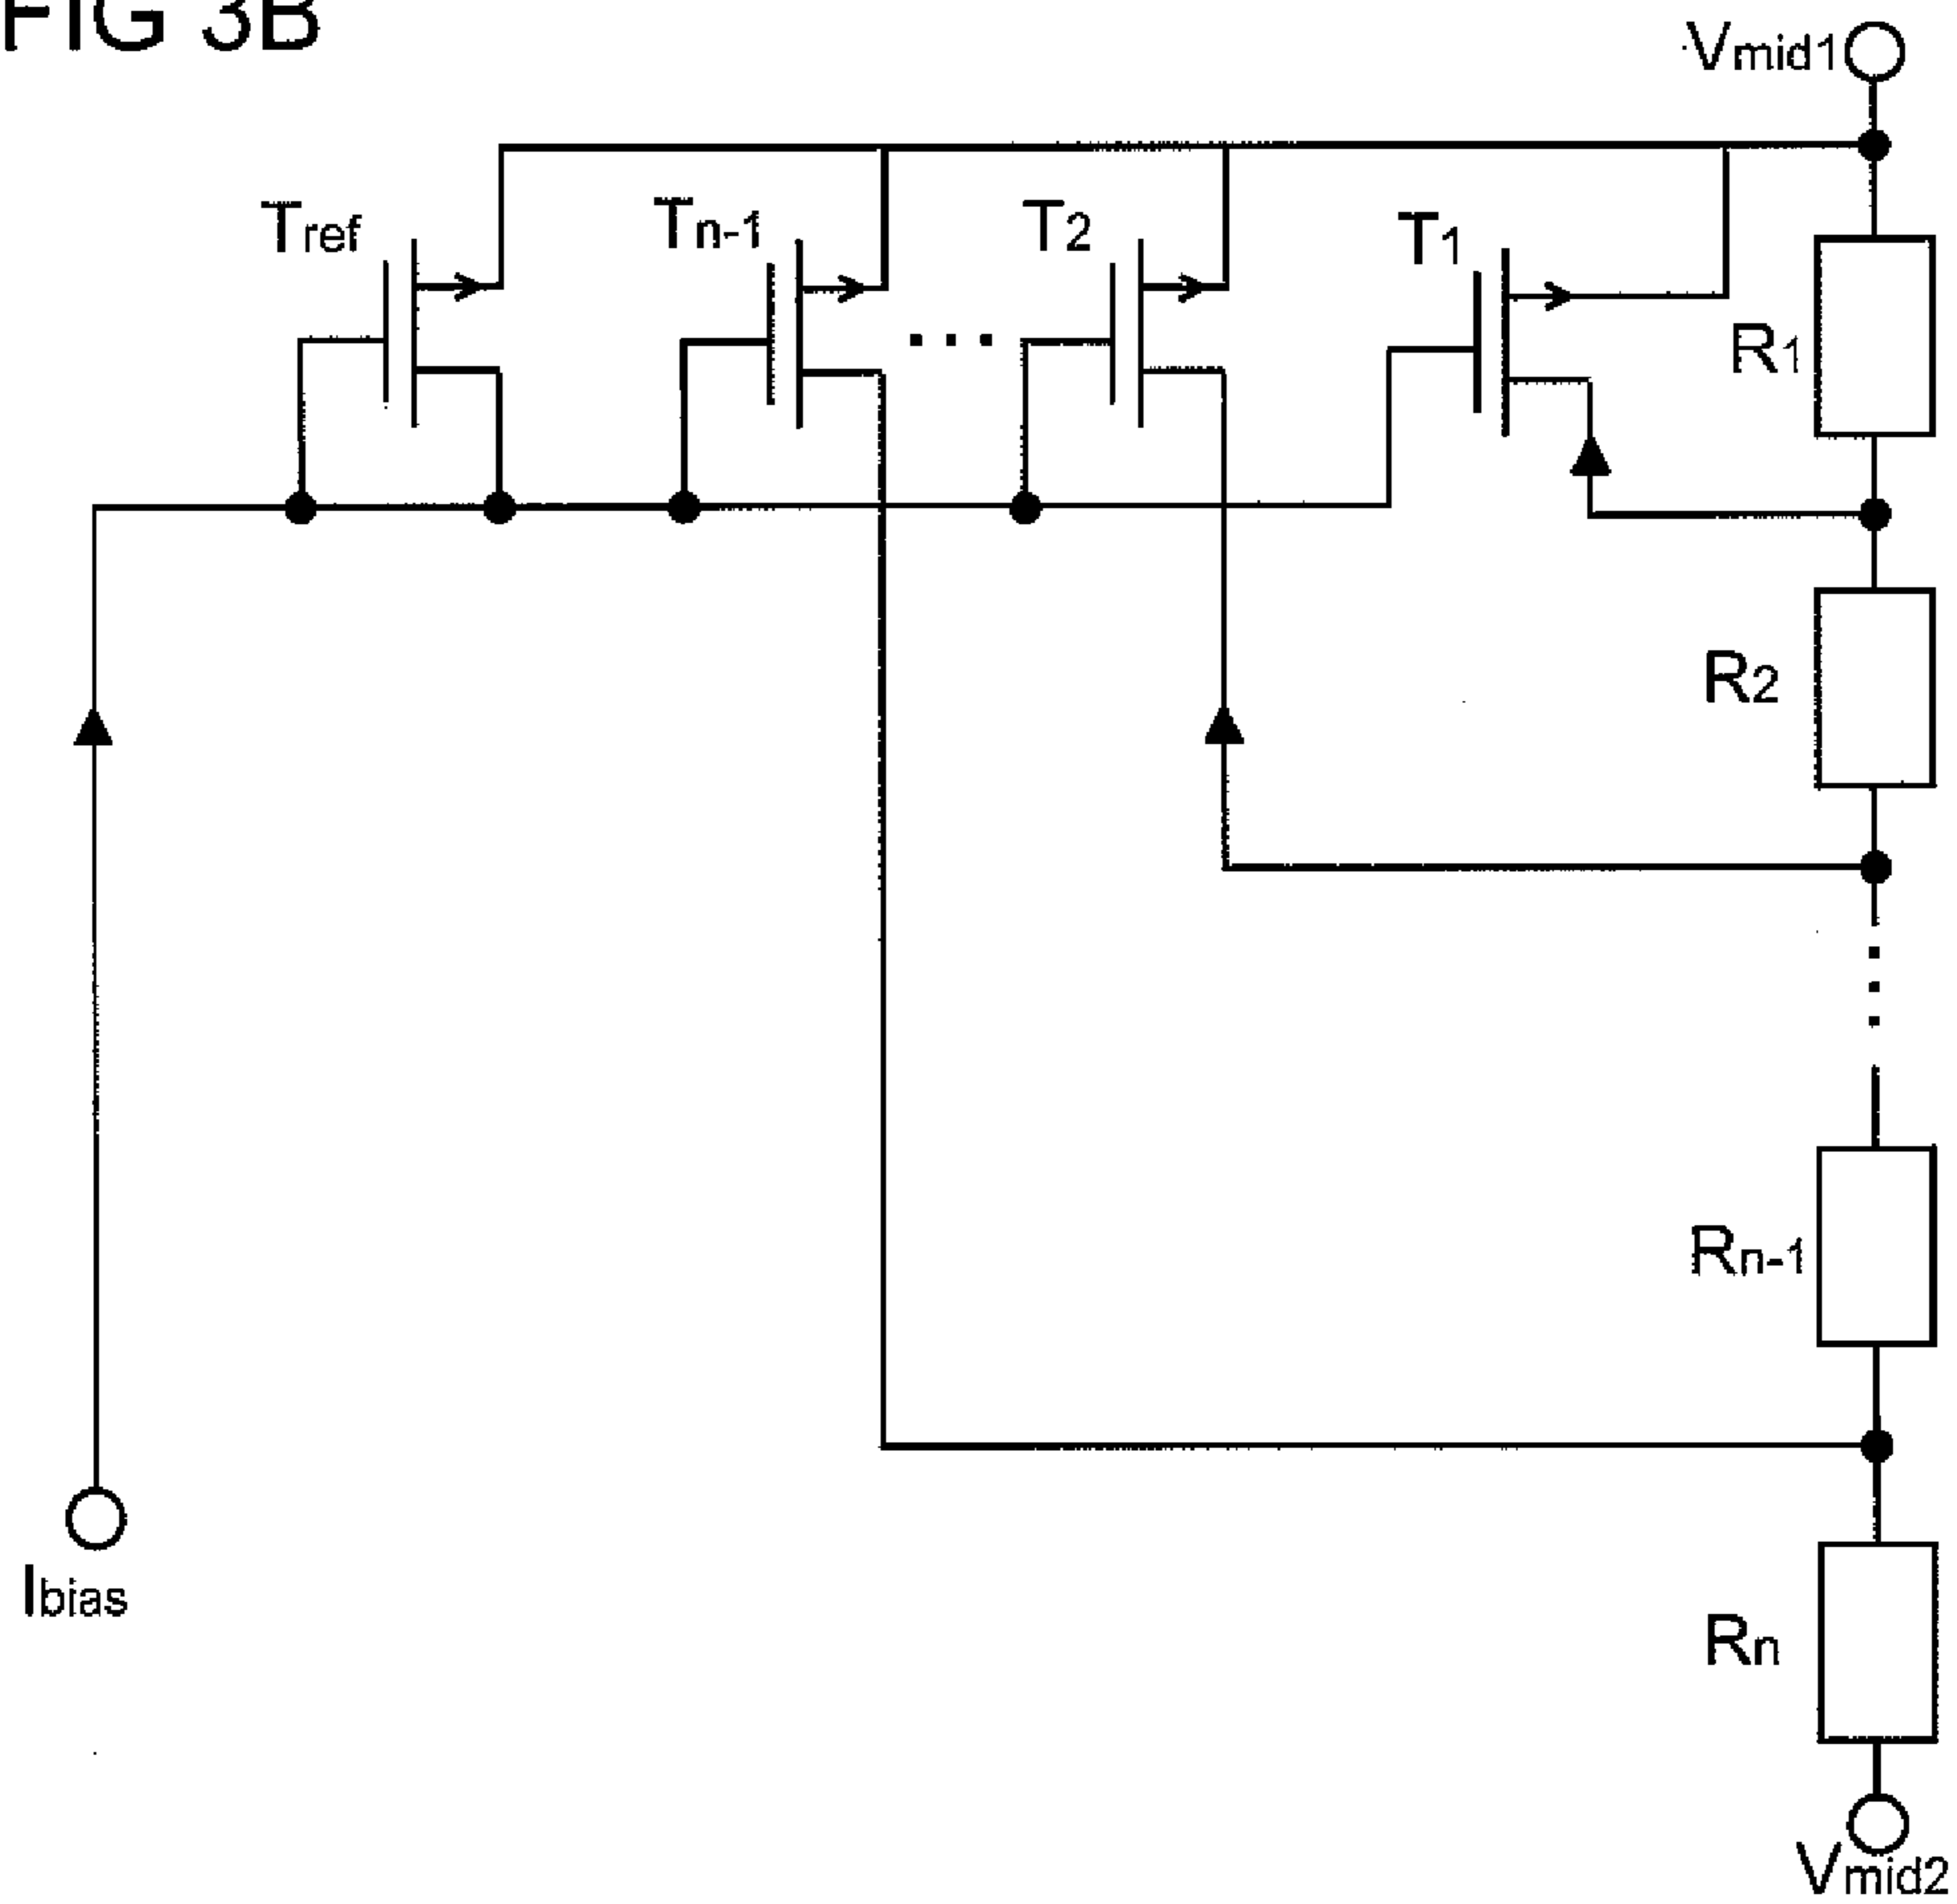 FIG 3B
Vmid1
Tref
Tn-1
T2
T1
R1
R2
Rn-1
Ibias
Rn
Vmid2